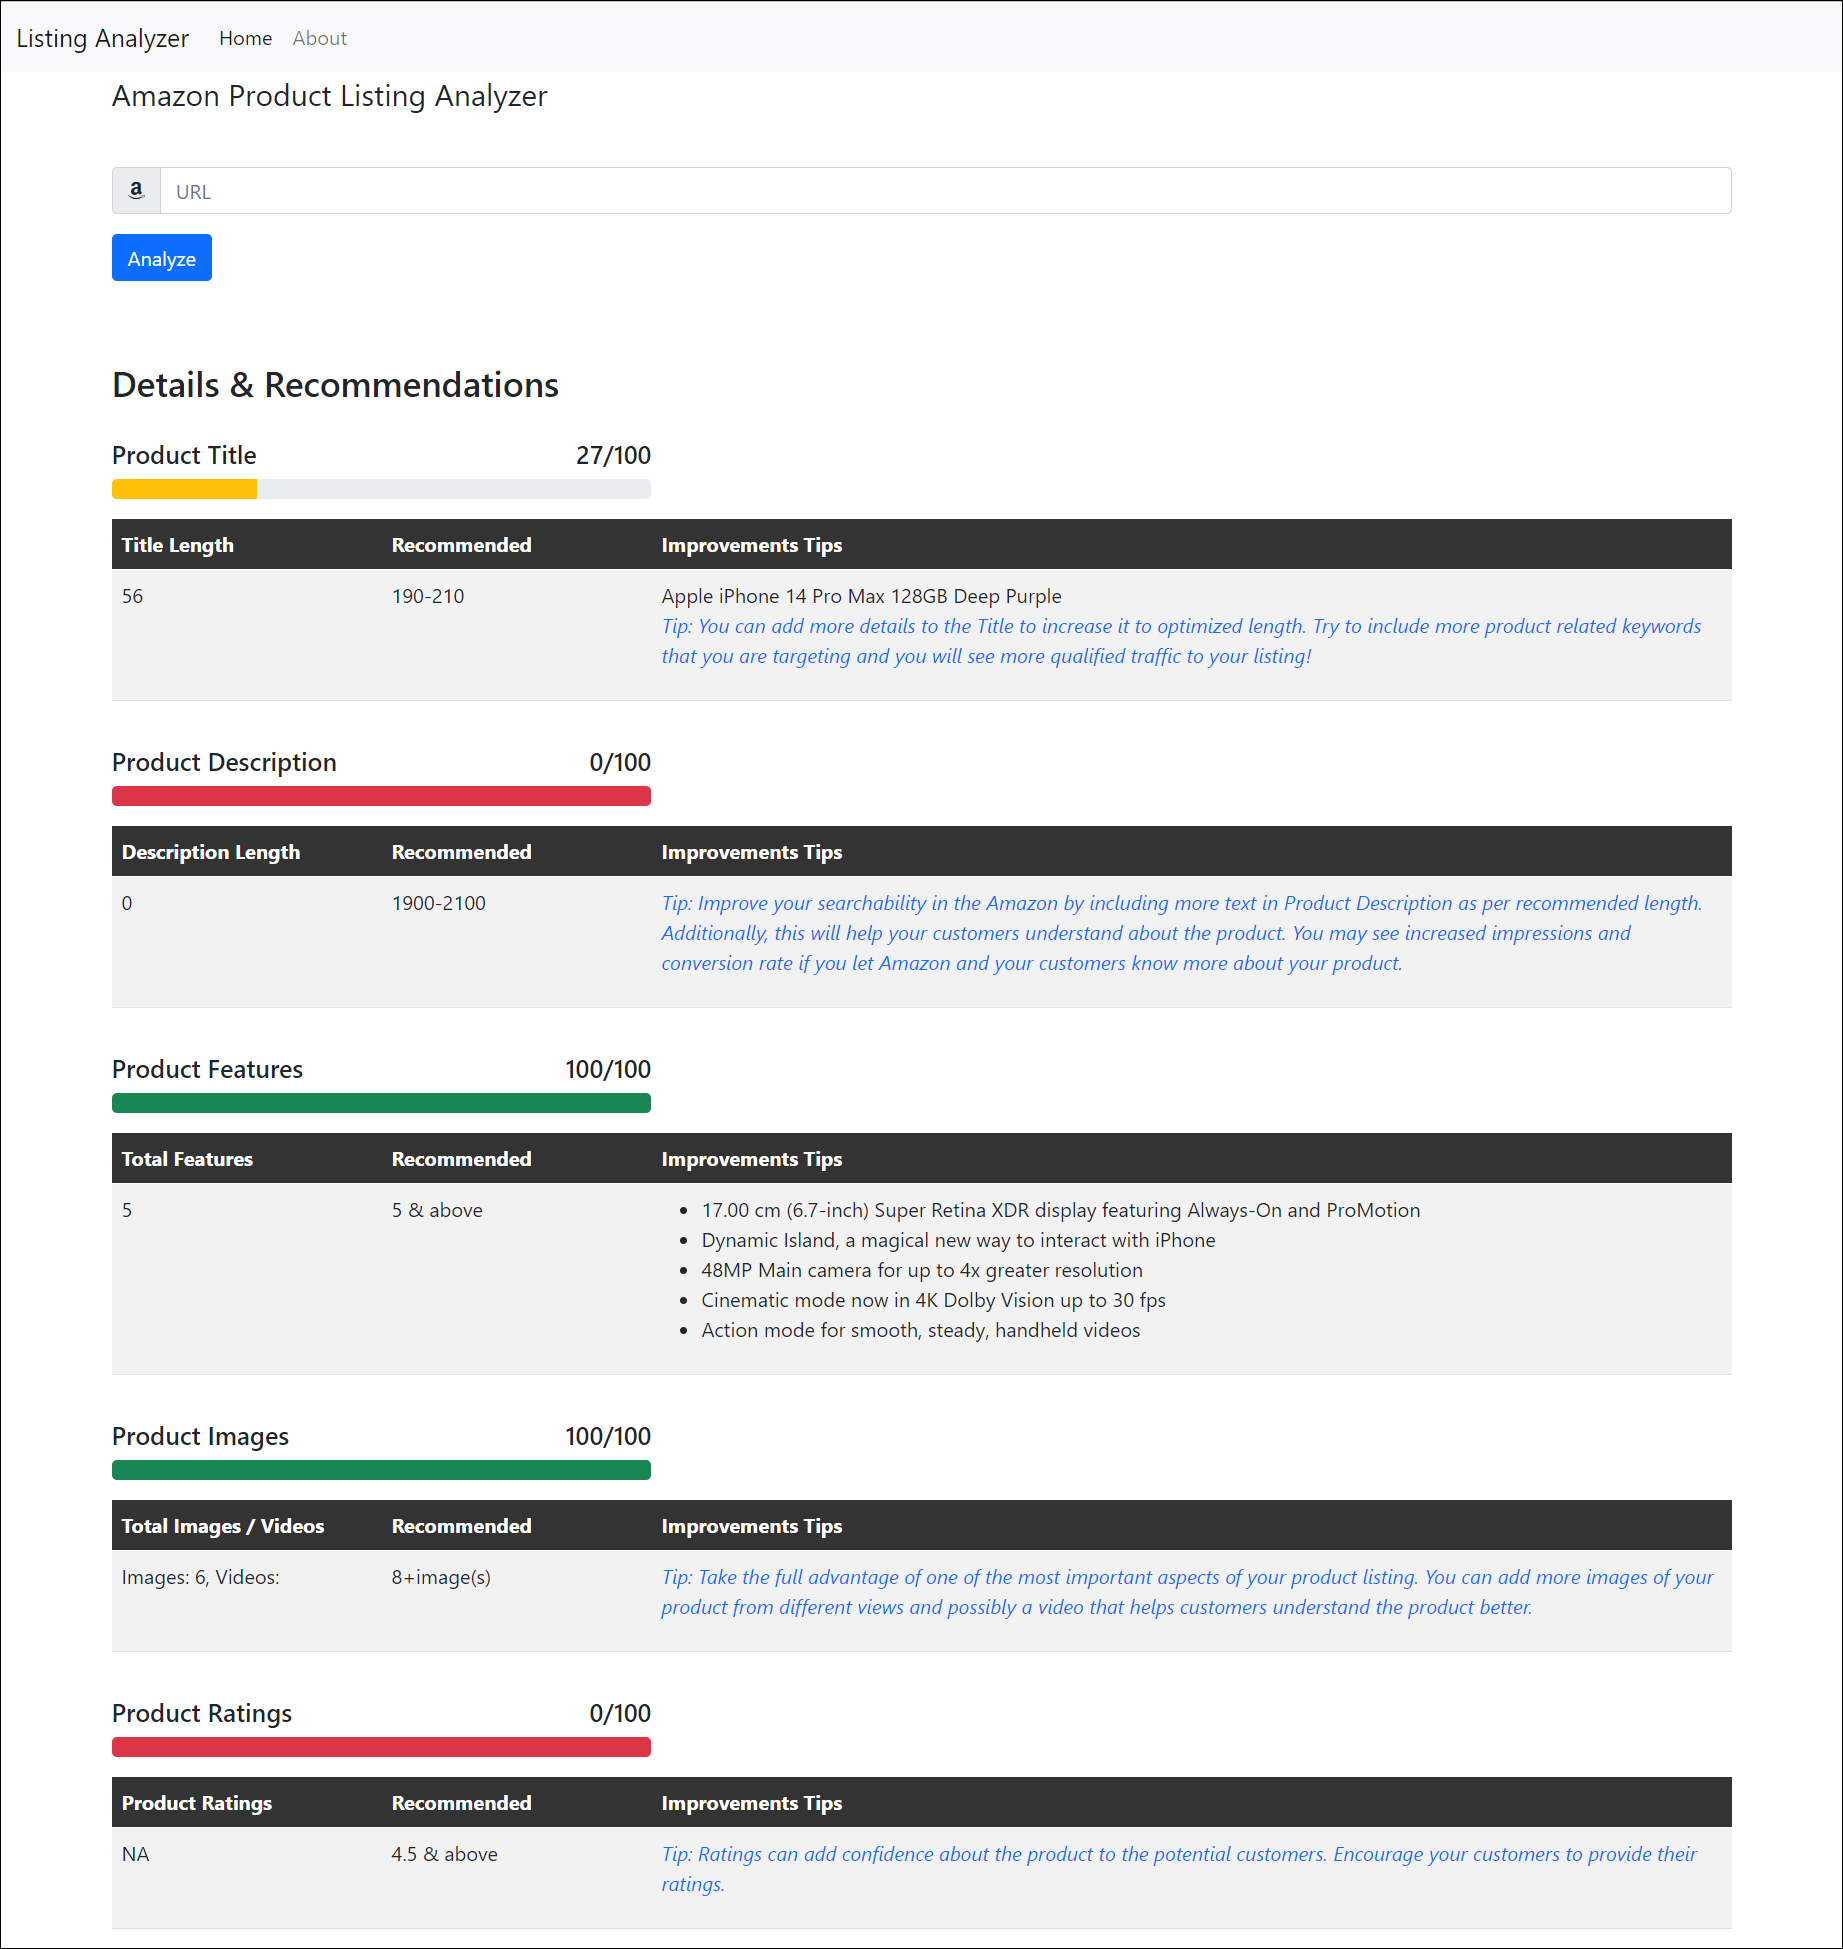 Listing Analyzer Home About
Amazon Product Listing Analyzer
a URL
Analyze
Details & Recommendations
Product Title 27/100
Title Length Recommended Improvements Tips
56 190-210 Apple iPhone 14 Pro Max 128GB Deep Purple
Tip: You can add more details to the Title to increase it to optimized length. Try to include more product related keywords
that you are targeting and you will see more qualified traffic to your listing!
Product Description 0/100
Description Length Recommended Improvements Tips
0 1900-2100 Tip: Improve your searchability in the Amazon by including more text in Product Description as per recommended length.
Additionally, this will help your customers understand about the product. You may see increased impressions and
conversion rate if you let Amazon and your customers know more about your product.
Product Features 100/100
Total Features Recommended Improvements Tips
5 5 & above • 17.00 cm (6.7-inch) Super Retina XDR display featuring Always-On and ProMotion
• Dynamic Island, a magical new way to interact with iPhone
• 48MP Main camera for up to 4x greater resolution
• Cinematic mode now in 4K Dolby Vision up to 30 fps
• Action mode for smooth, steady, handheld videos
Product Images 100/100
Total Images / Videos Recommended Improvements Tips
Images: 6, Videos: 8+image(s) Tip: Take the full advantage of one of the most important aspects of your product listing. You can add more images of your
product from different views and possibly a video that helps customers understand the product better.
Product Ratings 0/100
Product Ratings Recommended Improvements Tips
NA 4.5 & above Tip: Ratings can add confidence about the product to the potential customers. Encourage your customers to provide their
ratings.